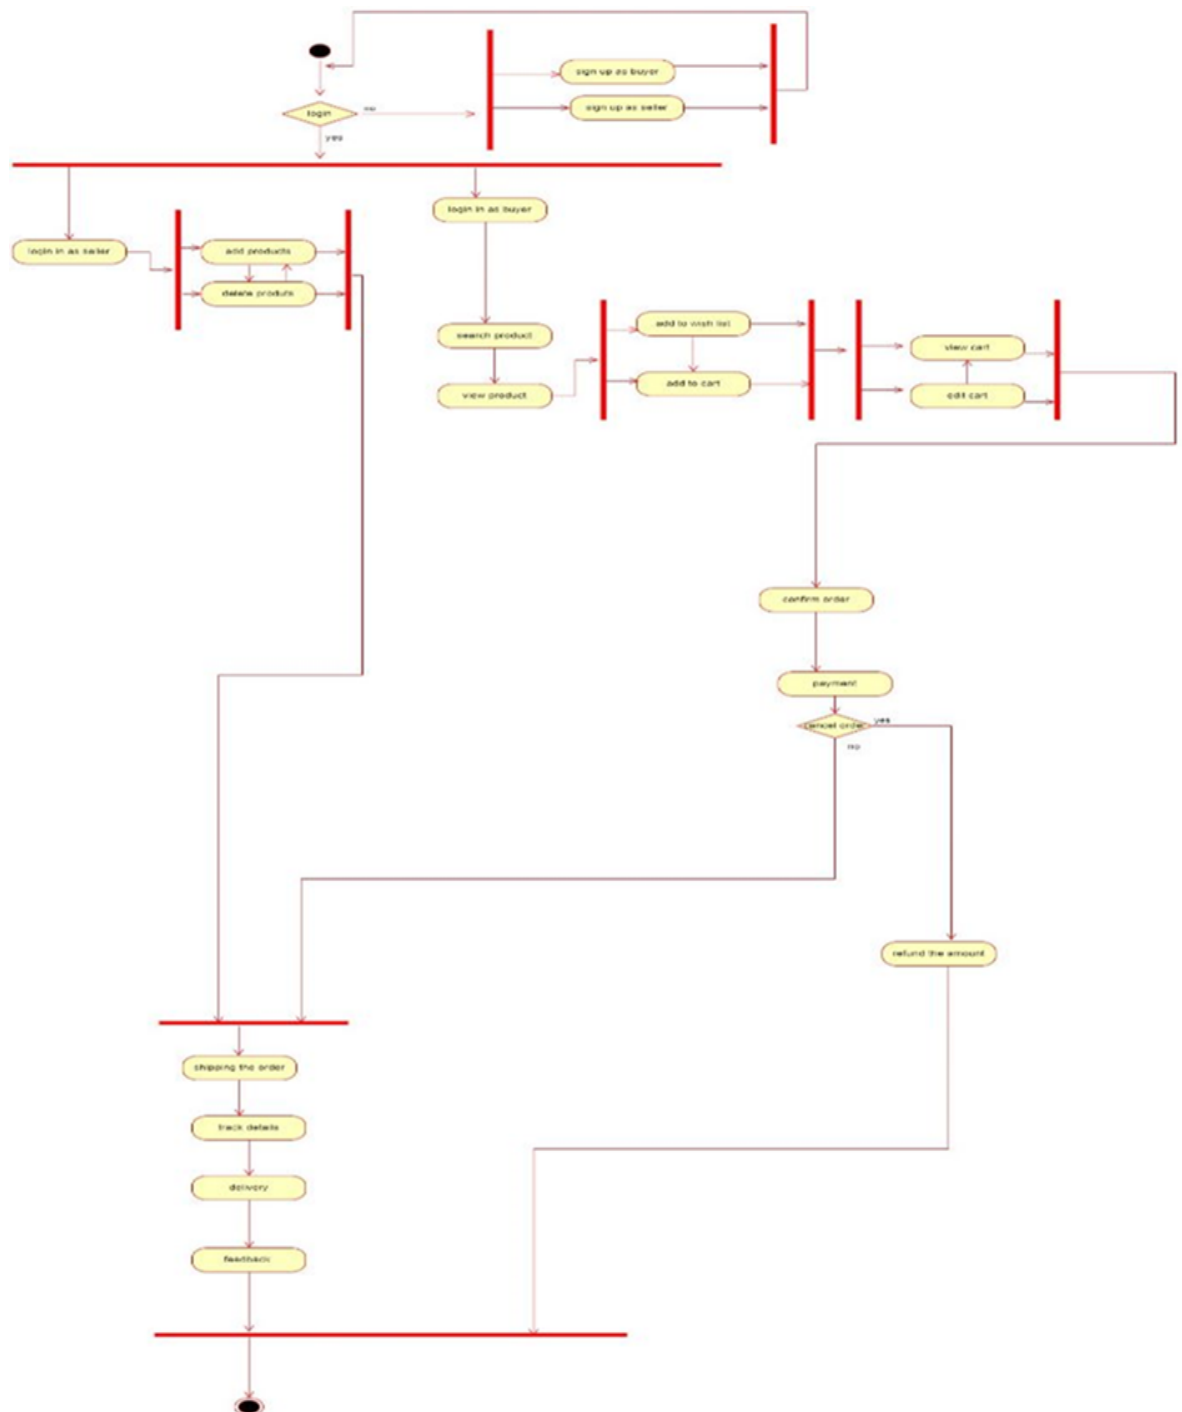 sign up as buyer
sign up as seller
login
no
yes
login in as buyer
login in as seller
add products
delete produts
search product
view product
add to wish list
add to cart
view cart
edit cart
confirm order
payment
cancel order
yes
no
refund the amount
shipping the order
track details
delivery
feedback